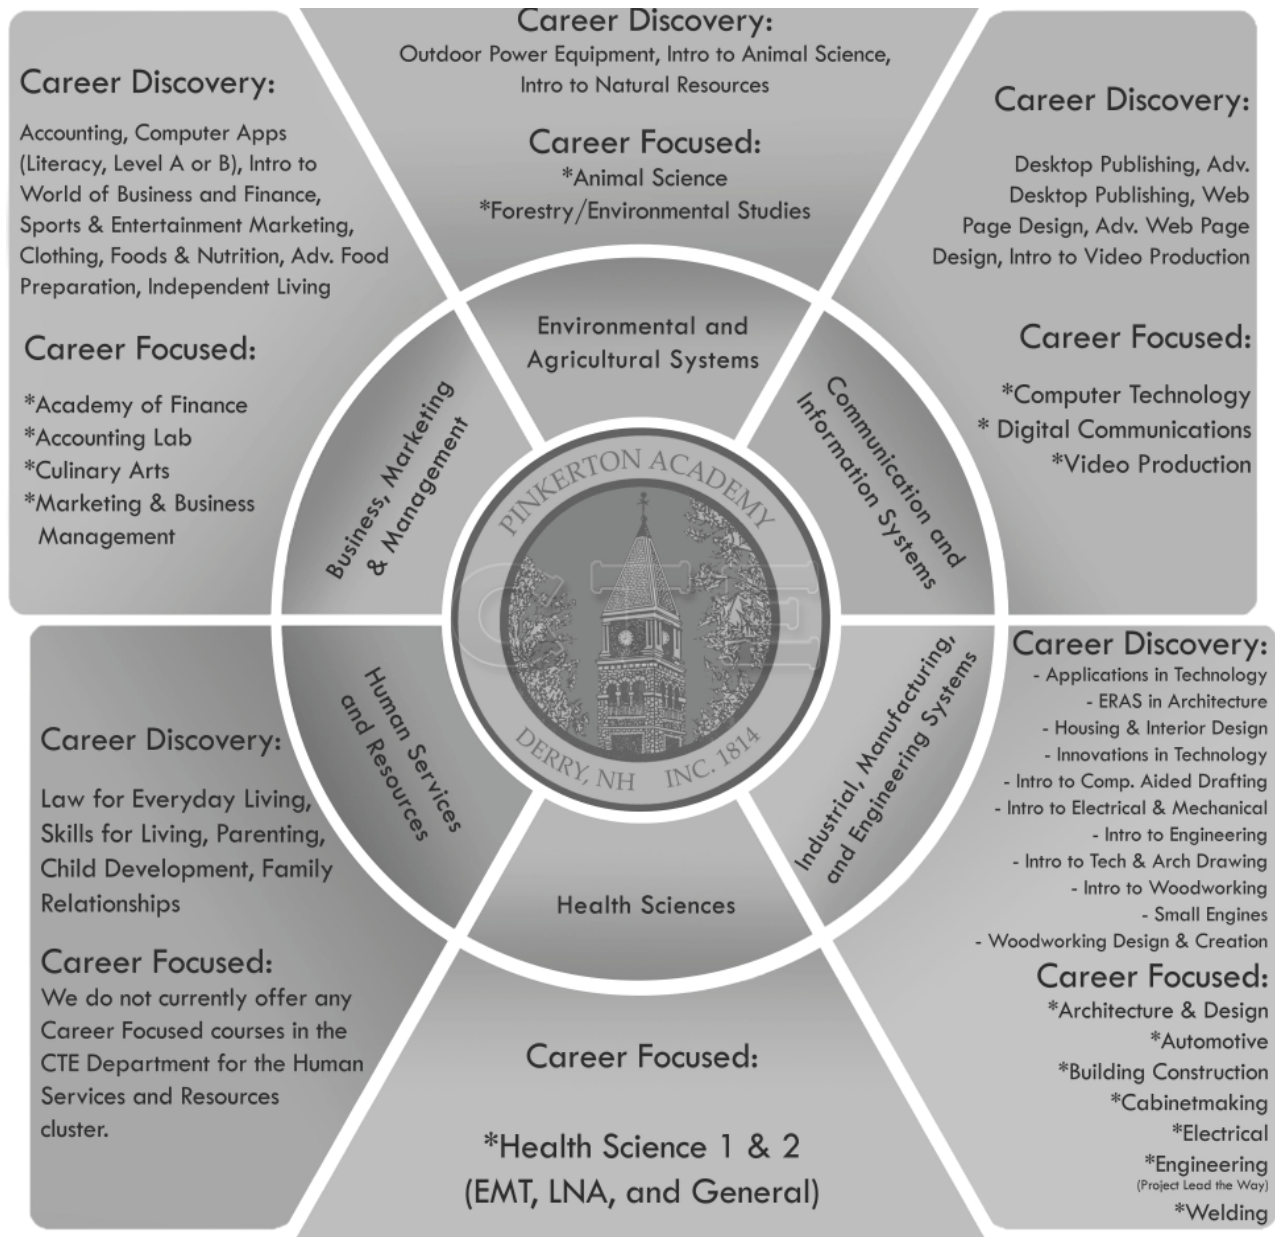 Career Discovery:
Outdoor Power Equipment, Intro to Animal Science,
Intro to Natural Resources
Career Focused:
*Animal Science
*Forestry/Environmental Studies
Career Discovery:
Accounting, Computer Apps
(Literacy, Level A or B), Intro to
World of Business and Finance,
Sports & Entertainment Marketing,
Clothing, Foods & Nutrition, Adv. Food
Preparation, Independent Living
Career Focused:
*Academy of Finance
*Accounting Lab
*Culinary Arts
*Marketing & Business
Management
Career Discovery:
Desktop Publishing, Adv.
Desktop Publishing, Web
Page Design, Adv. Web Page
Design, Intro to Video Production
Career Focused:
*Computer Technology
* Digital Communications
*Video Production
Environmental and
Agricultural Systems
Business, Marketing
& Management
Communication and
Information Systems
PINKERTON ACADEMY
CTE
DERRY, NH INC. 1814
Human Services
and Resources
Industrial, Manufacturing,
and Engineering Systems
Health Sciences
Career Discovery:
Law for Everyday Living,
Skills for Living, Parenting,
Child Development, Family
Relationships
Career Focused:
We do not currently offer any
Career Focused courses in the
CTE Department for the Human
Services and Resources
cluster.
Career Focused:
*Health Science 1 & 2
(EMT, LNA, and General)
Career Discovery:
- Applications in Technology
- ERAS in Architecture
- Housing & Interior Design
- Innovations in Technology
- Intro to Comp. Aided Drafting
- Intro to Electrical & Mechanical
- Intro to Engineering
- Intro to Tech & Arch Drawing
- Intro to Woodworking
- Small Engines
- Woodworking Design & Creation
Career Focused:
*Architecture & Design
*Automotive
*Building Construction
*Cabinetmaking
*Electrical
*Engineering
(Project Lead the Way)
*Welding